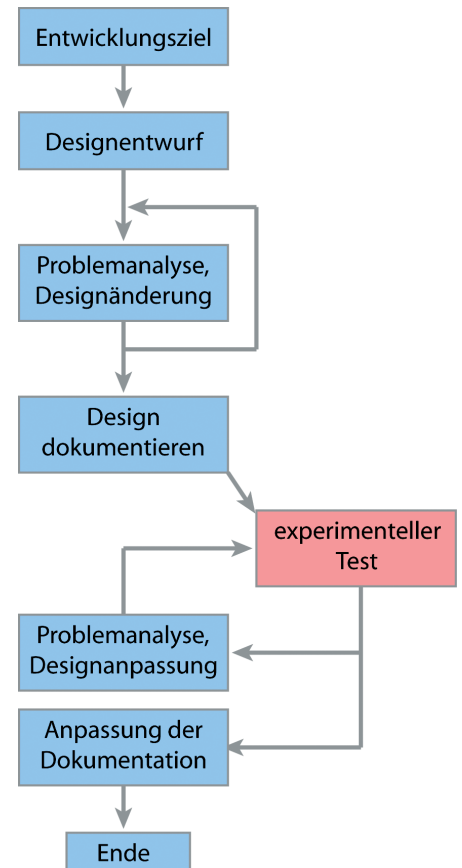 Entwicklungsziel
Designentwurf
Problemanalyse,
Designänderung
Design
dokumentieren
experimenteller
Test
Problemanalyse,
Designanpassung
Anpassung der
Dokumentation
Ende